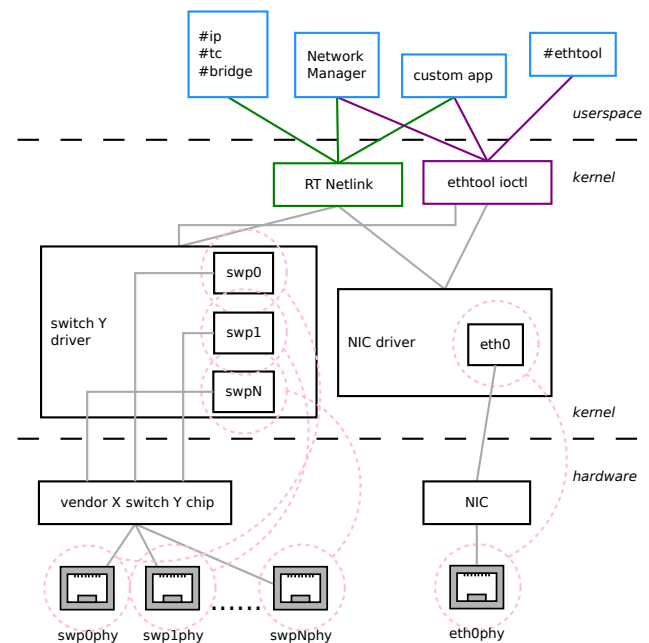 #ip
#tc
#bridge
Network
Manager
custom app
#ethtool
userspace
RT Netlink
ethtool ioctl
kernel
switch Y
driver
swp0
swp1
swpN
NIC driver
eth0
kernel
hardware
vendor X switch Y chip
NIC
swp0phy
swp1phy
......
swpNphy
eth0phy